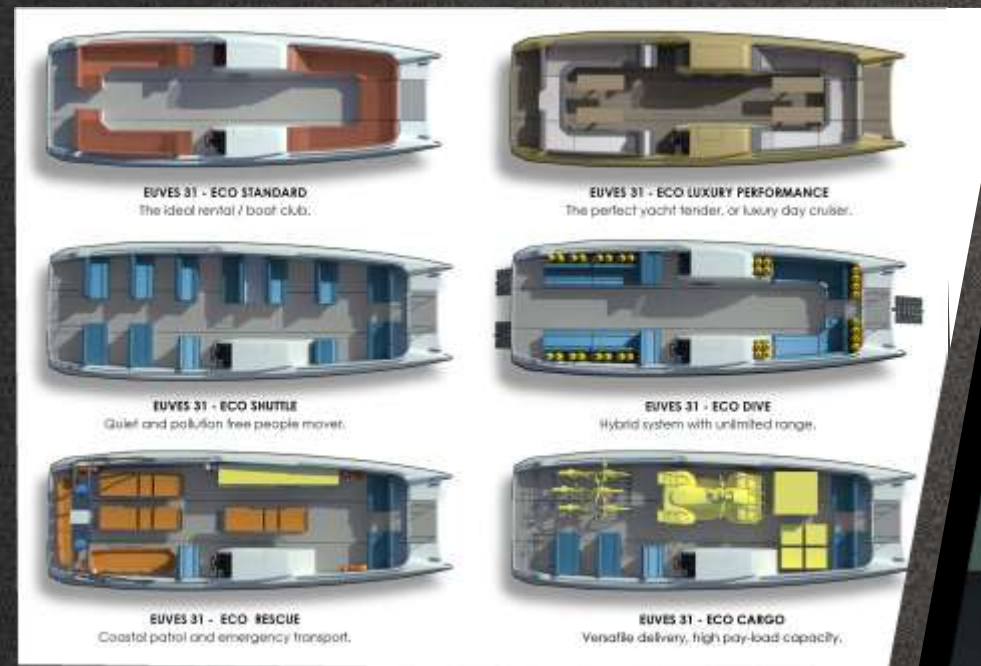 EUVES 31 - ECO STANDARD
The ideal rental / boat club.
EUVES 31 - ECO LUXURY PERFORMANCE
The perfect yacht tender, or luxury day cruiser.
EUVES 31 - ECO SHUTTLE
Quiet and pollution free people mover.
EUVES 31 - ECO DIVE
Hybrid system with unlimited range.
EUVES 31 - ECO RESCUE
Coastal patrol and emergency transport.
EUVES 31 - ECO CARGO
Versatile delivery, high pay-load capacity.